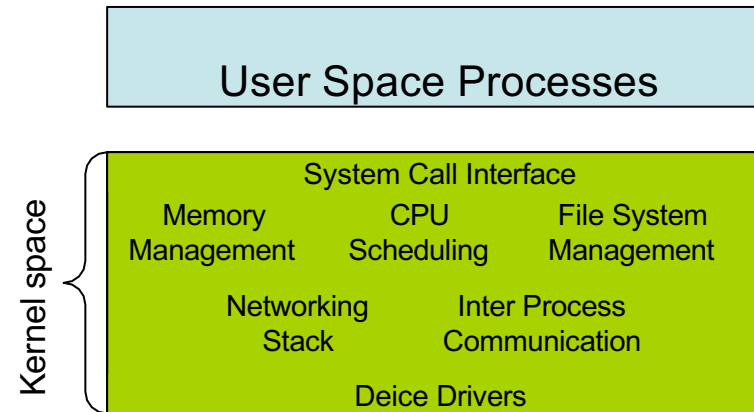 User Space Processes
Kernel space
System Call Interface
Memory
Management
CPU
Scheduling
File System
Management
Networking
Stack
Inter Process
Communication
Deice Drivers